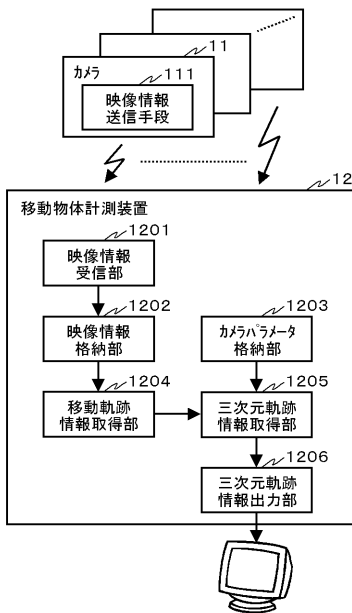 11
カメラ
111
映像情報
送信手段
12
移動物体計測装置
1201
映像情報
受信部
1202
映像情報
格納部
1203
カメラパラメータ
格納部
1204
移動軌跡
情報取得部
1205
三次元軌跡
情報取得部
1206
三次元軌跡
情報出力部